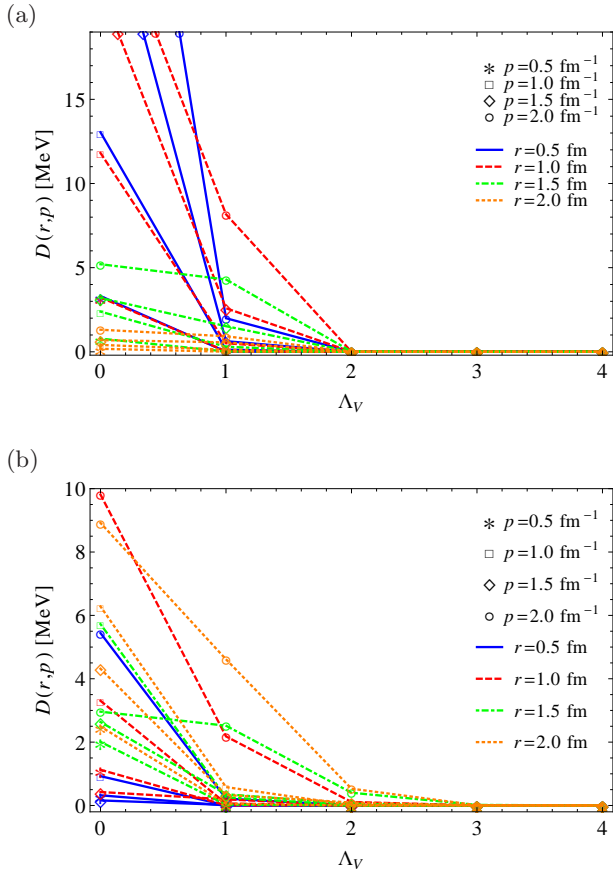 (a)
D(r,p) [MeV]
15
10
5
0
0 1 2 3 4
Λ_V
* p=0.5 fm⁻¹
□ p=1.0 fm⁻¹
◇ p=1.5 fm⁻¹
○ p=2.0 fm⁻¹
r=0.5 fm
r=1.0 fm
r=1.5 fm
r=2.0 fm
(b)
D(r,p) [MeV]
10
8
6
4
2
0
0 1 2 3 4
Λ_V
* p=0.5 fm⁻¹
□ p=1.0 fm⁻¹
◇ p=1.5 fm⁻¹
○ p=2.0 fm⁻¹
r=0.5 fm
r=1.0 fm
r=1.5 fm
r=2.0 fm